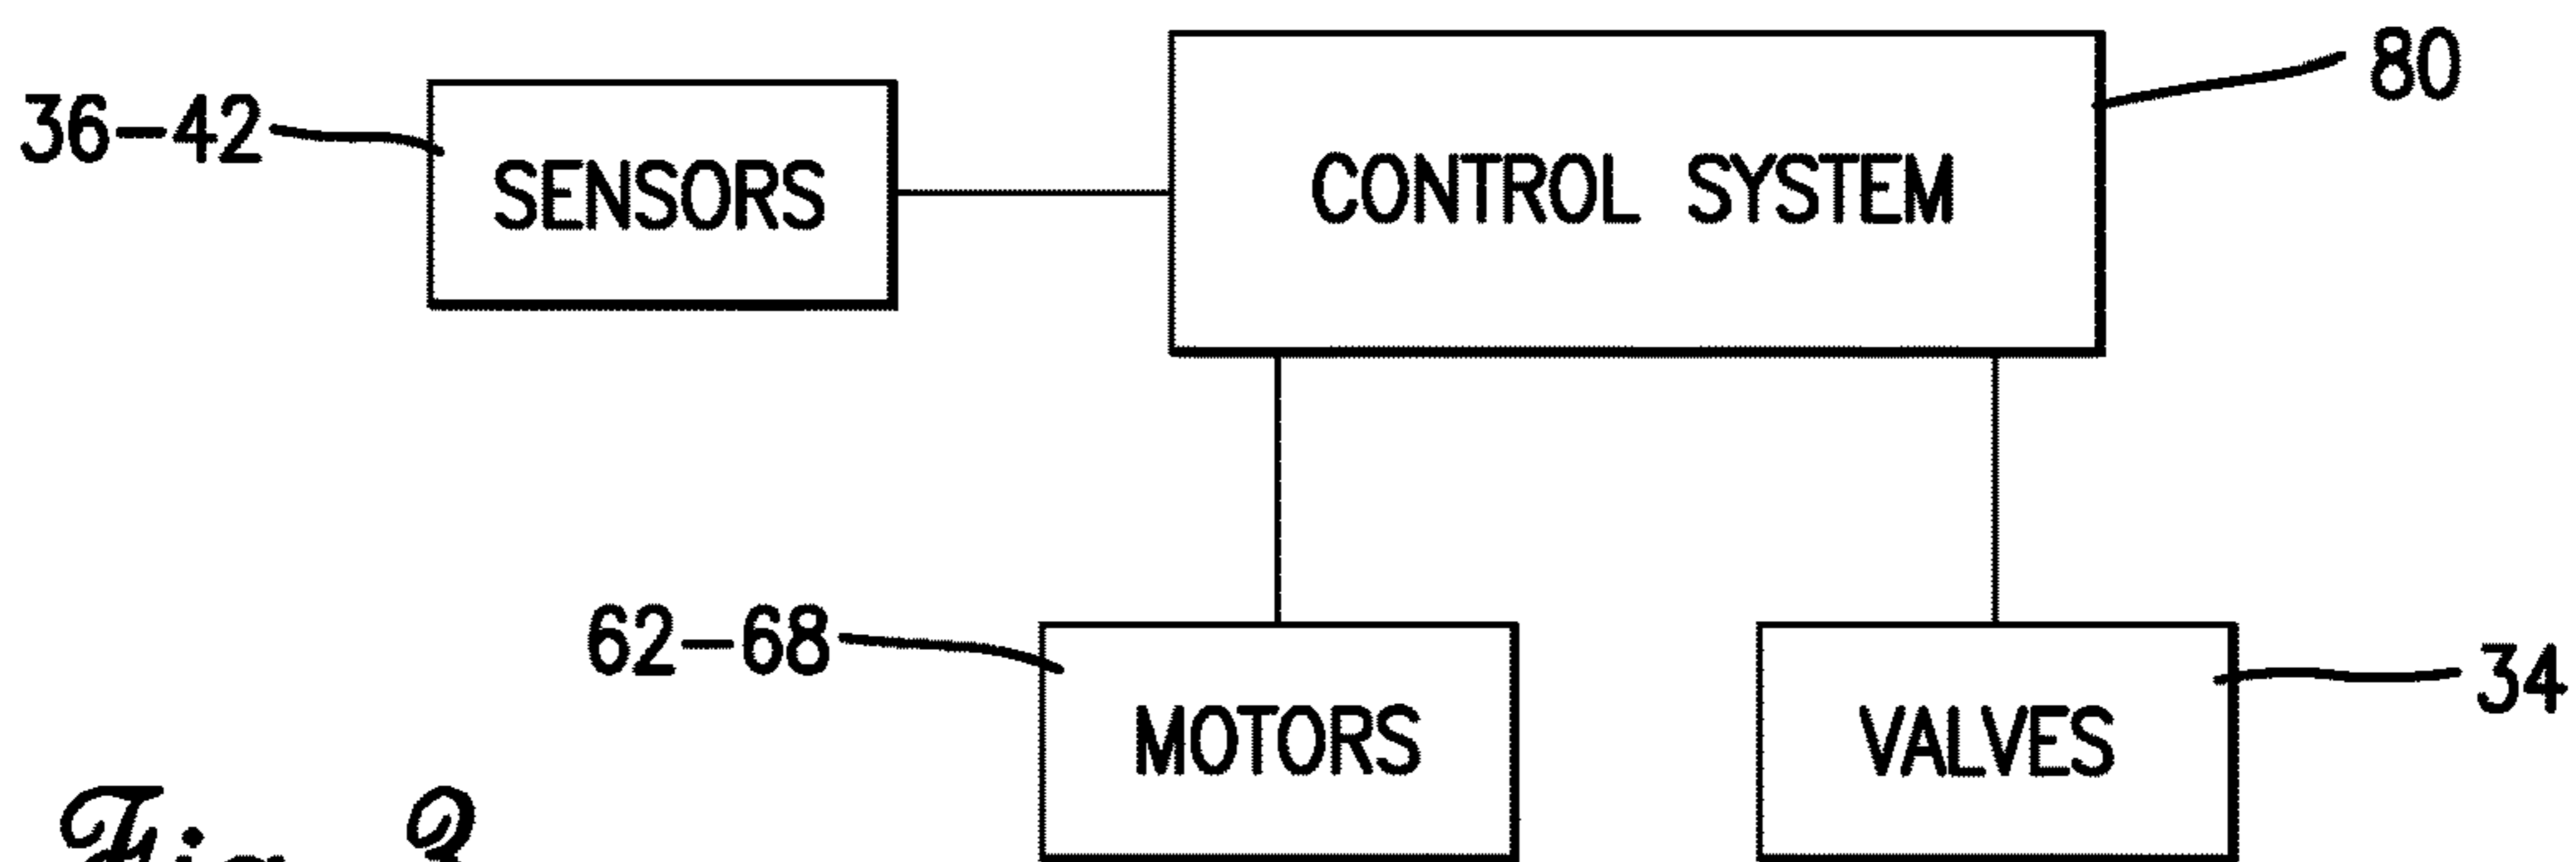 80
36-42
SENSORS
CONTROL SYSTEM
62-68
34
MOTORS
VALVES